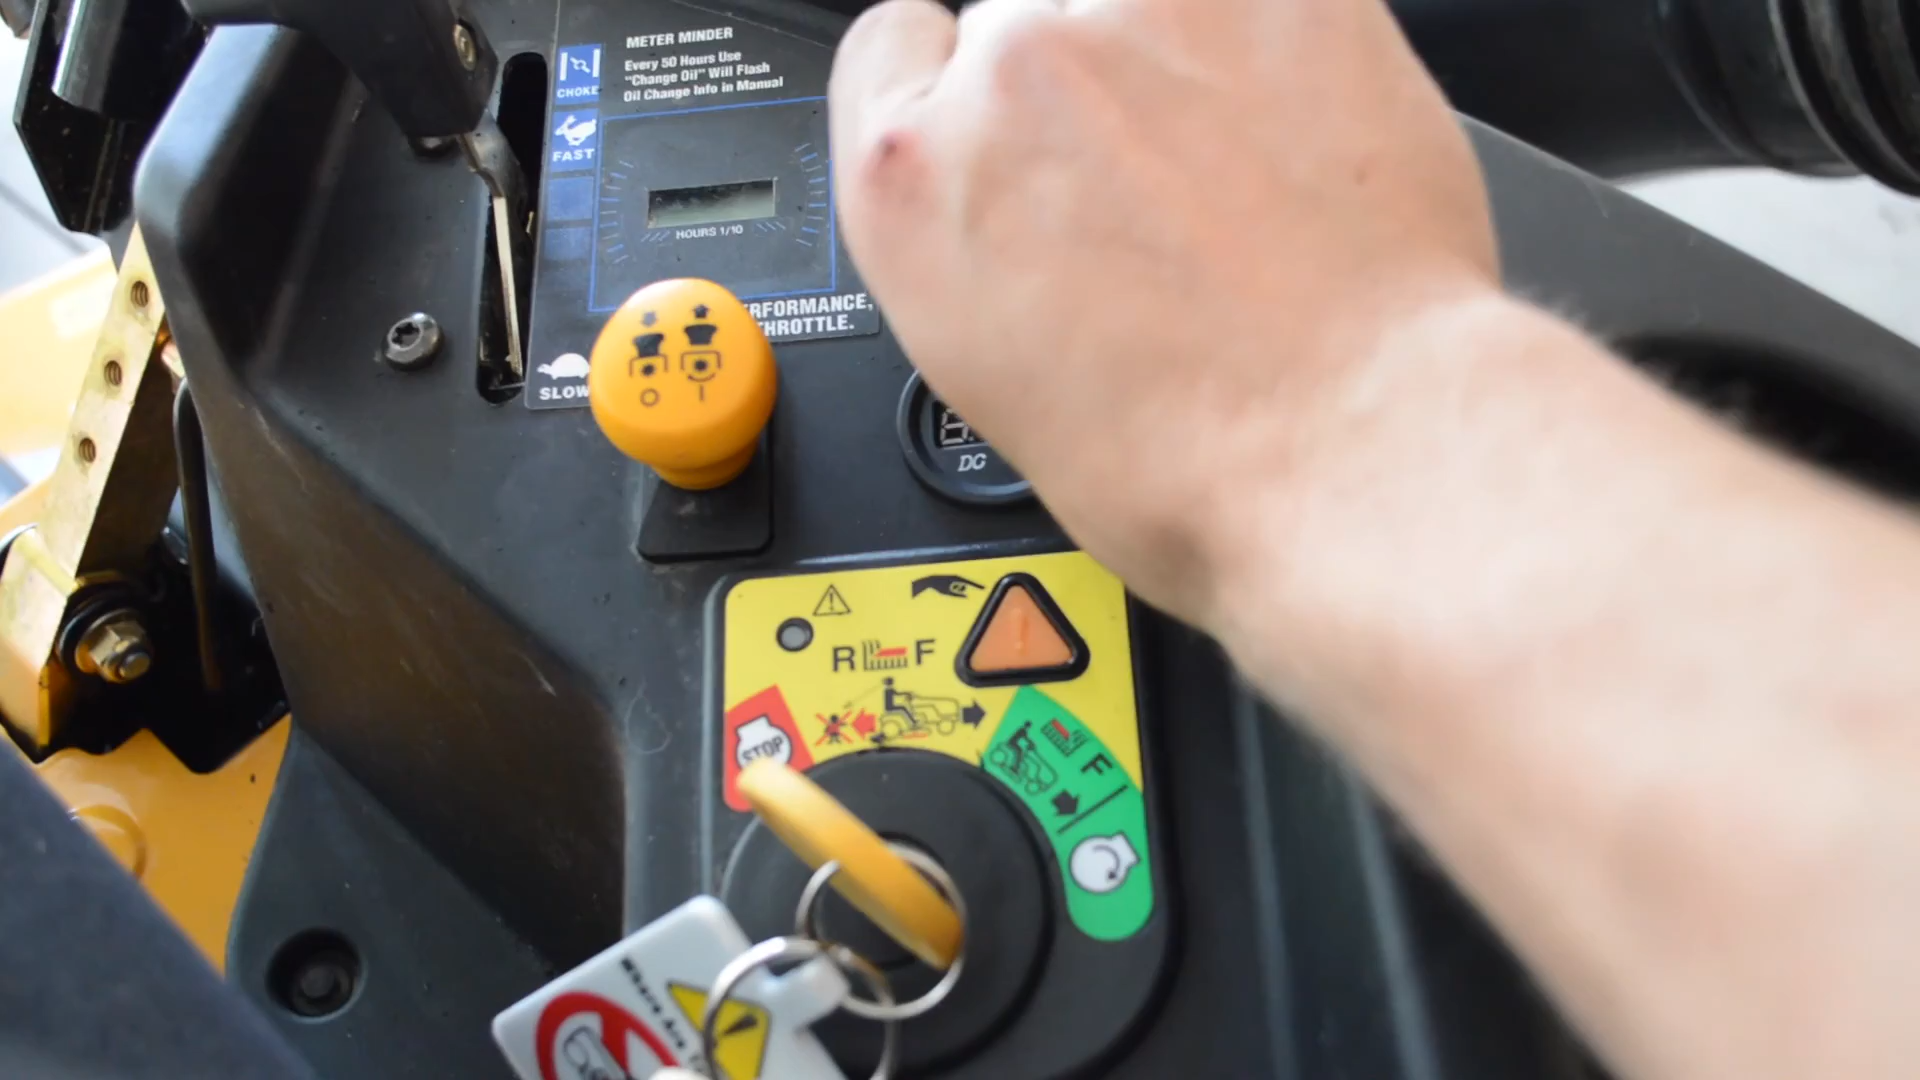 METER MINDER
Every 50 Hours Use
"Change Oil" Will Flash
Oil Change Info in Manual
CHOKE
FAST
HOURS 1/10
RFORMANCE,
THROTTLE.
SLOW
DC
R F
STOP
F